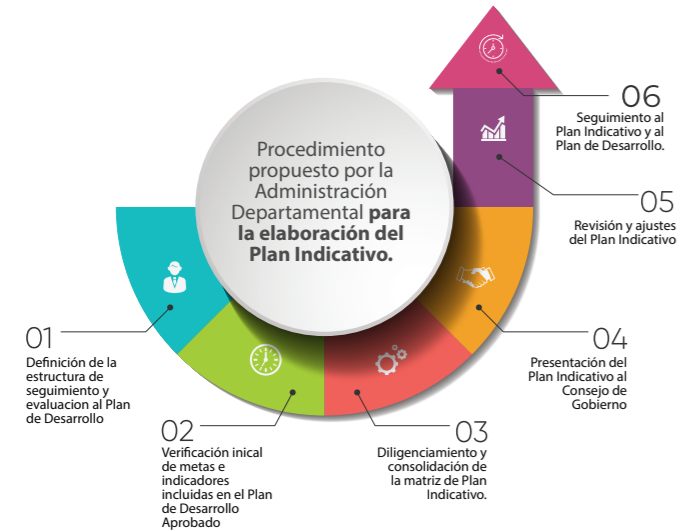 Procedimiento
propuesto por la
Administración
Departamental para
la elaboración del
Plan Indicativo.
01
Definición de la
estructura de
seguimiento y
evaluacion al Plan
de Desarrollo
02
Verificación inical
de metas e
indicadores
incluidas en el Plan
de Desarrollo
Aprobado
03
Diligenciamiento y
consolidación de
la matriz de Plan
Indicativo.
04
Presentación del
Plan Indicativo al
Consejo de
Gobierno
05
Revisión y ajustes
del Plan Indicativo
06
Seguimiento al
Plan Indicativo y al
Plan de Desarrollo.